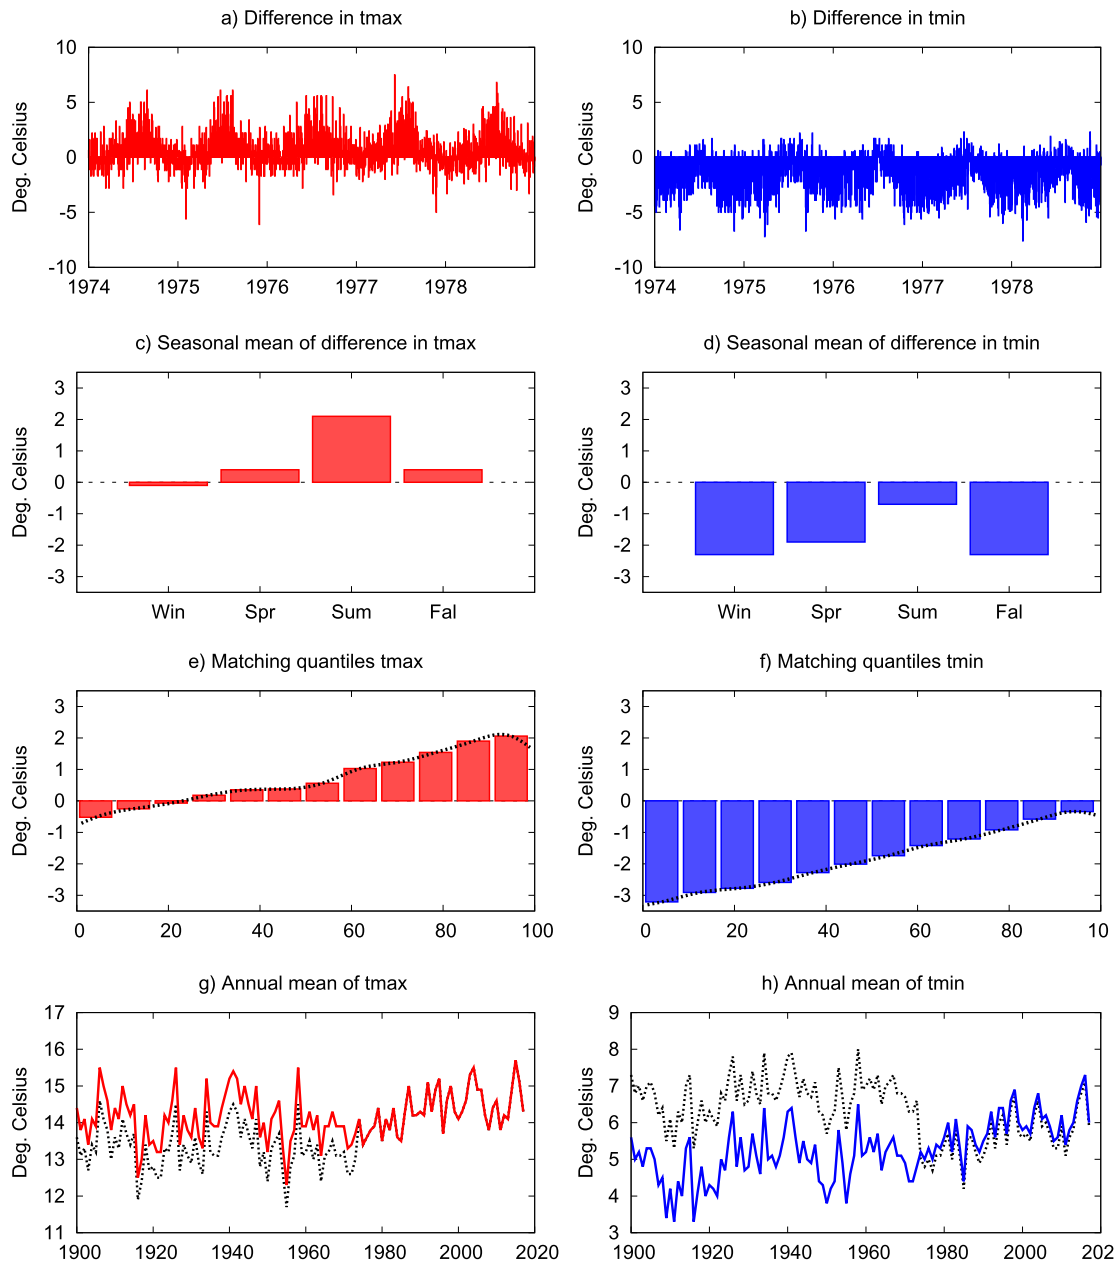 a) Difference in tmax
b) Difference in tmin
10
5
0
-5
-10
Deg. Celsius
1974 1975 1976 1977 1978
10
5
0
-5
-10
Deg. Celsius
1974 1975 1976 1977 1978
c) Seasonal mean of difference in tmax
d) Seasonal mean of difference in tmin
3
2
1
0
-1
-2
-3
Deg. Celsius
Win Spr Sum Fal
3
2
1
0
-1
-2
-3
Deg. Celsius
Win Spr Sum Fal
e) Matching quantiles tmax
f) Matching quantiles tmin
3
2
1
0
-1
-2
-3
Deg. Celsius
0 20 40 60 80 100
3
2
1
0
-1
-2
-3
Deg. Celsius
0 20 40 60 80 10
g) Annual mean of tmax
h) Annual mean of tmin
17
16
15
14
13
12
11
Deg. Celsius
1900 1920 1940 1960 1980 2000 2020
9
8
7
6
5
4
3
Deg. Celsius
1900 1920 1940 1960 1980 2000 202